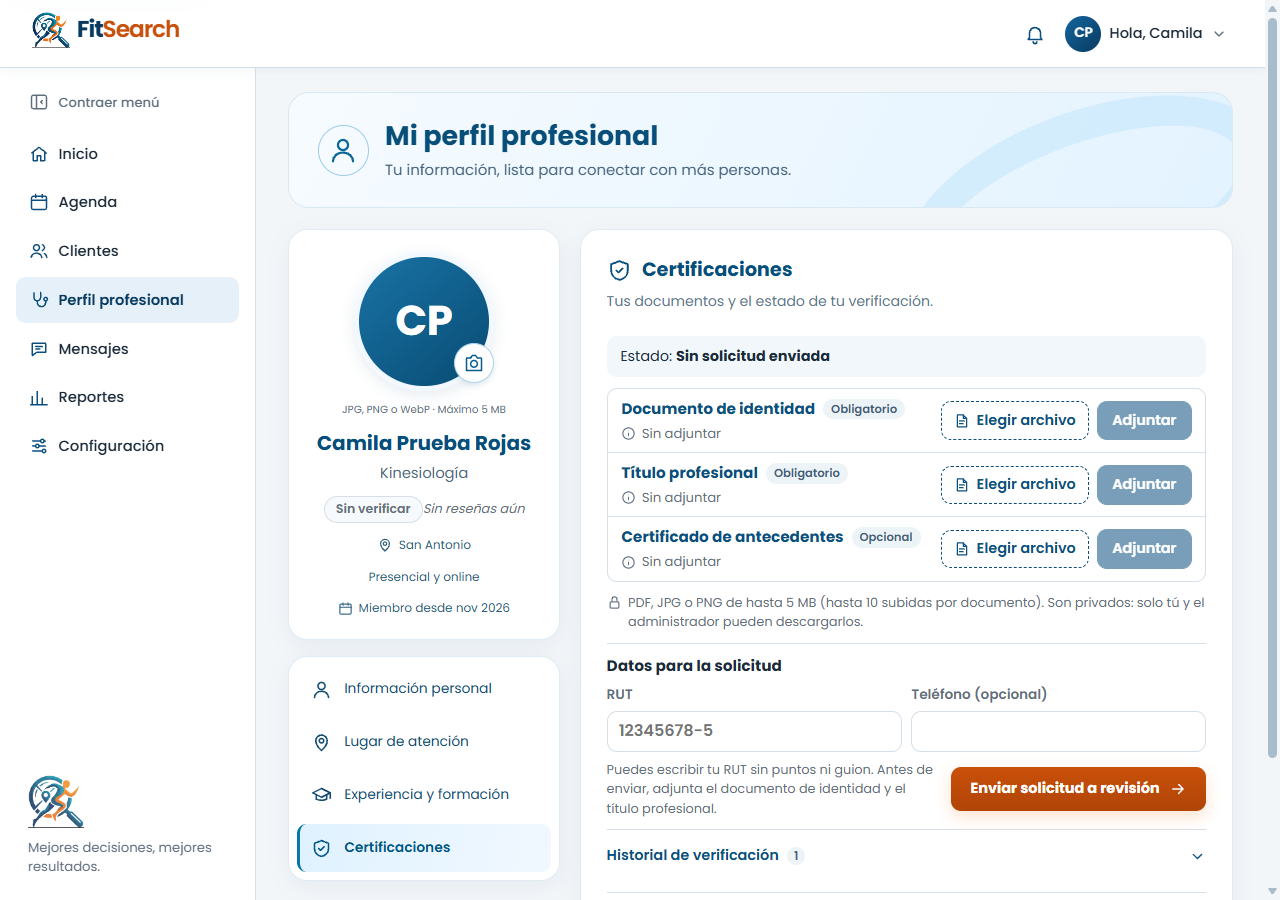 FitSearch
CP
Hola, Camila
Contraer menú
Inicio
Agenda
Clientes
Perfil profesional
Mensajes
Reportes
Configuración
Mejores decisiones, mejores
resultados.
Mi perfil profesional
Tu información, lista para conectar con más personas.
CP
JPG, PNG o WebP · Máximo 5 MB
Camila Prueba Rojas
Kinesiología
Sin verificar Sin reseñas aún
San Antonio
Presencial y online
Miembro desde nov 2026
Información personal
Lugar de atención
Experiencia y formación
Certificaciones
Certificaciones
Tus documentos y el estado de tu verificación.
Estado: Sin solicitud enviada
Documento de identidad Obligatorio
Sin adjuntar
Elegir archivo Adjuntar
Título profesional Obligatorio
Sin adjuntar
Elegir archivo Adjuntar
Certificado de antecedentes Opcional
Sin adjuntar
Elegir archivo Adjuntar
PDF, JPG o PNG de hasta 5 MB (hasta 10 subidas por documento). Son privados: solo tú y el
administrador pueden descargarlos.
Datos para la solicitud
RUT Teléfono (opcional)
12345678-5
Puedes escribir tu RUT sin puntos ni guion. Antes de
enviar, adjunta el documento de identidad y el
título profesional.
Enviar solicitud a revisión
Historial de verificación 1